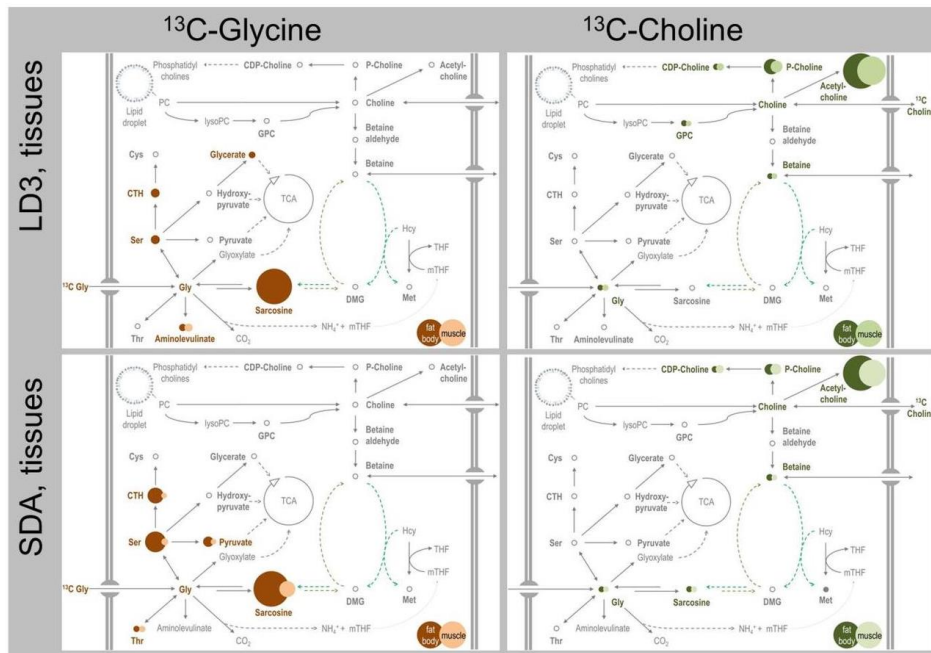 ¹³C-Glycine
¹³C-Choline
LD3, tissues
Phosphatidyl
cholines
CDP-Choline
P-Choline
Acetyl-
choline
Lipid
droplet
PC
lysoPC
GPC
Choline
Betaine
aldehyde
Betaine
Cys
CTH
Ser
Glycerate
Hydroxy-
pyruvate
TCA
Pyruvate
Glyoxylate
Hcy
THF
mTHF
¹³C Gly
Gly
Sarcosine
DMG
Met
Thr
Aminolevulinate
CO₂
NH₄⁺ + mTHF
fat
body
muscle
Phosphatidyl
cholines
CDP-Choline
P-Choline
Acetyl-
choline
Lipid
droplet
PC
lysoPC
GPC
Choline
¹³C
Cholin
Betaine
aldehyde
Betaine
Cys
CTH
Ser
Glycerate
Hydroxy-
pyruvate
TCA
Pyruvate
Glyoxylate
Hcy
THF
mTHF
Gly
Sarcosine
DMG
Met
Thr
Aminolevulinate
CO₂
NH₄⁺ + mTHF
fat
body
muscle
SDA, tissues
Phosphatidyl
cholines
CDP-Choline
P-Choline
Acetyl-
choline
Lipid
droplet
PC
lysoPC
GPC
Choline
Betaine
aldehyde
Betaine
Cys
CTH
Ser
Glycerate
Hydroxy-
pyruvate
TCA
Pyruvate
Glyoxylate
Hcy
THF
mTHF
¹³C Gly
Gly
Sarcosine
DMG
Met
Thr
Aminolevulinate
CO₂
NH₄⁺ + mTHF
fat
body
muscle
Phosphatidyl
cholines
CDP-Choline
P-Choline
Acetyl-
choline
Lipid
droplet
PC
lysoPC
GPC
Choline
¹³C
Cholin
Betaine
aldehyde
Betaine
Cys
CTH
Ser
Glycerate
Hydroxy-
pyruvate
TCA
Pyruvate
Glyoxylate
Hcy
THF
mTHF
Gly
Sarcosine
DMG
Met
Thr
Aminolevulinate
CO₂
NH₄⁺ + mTHF
fat
body
muscle